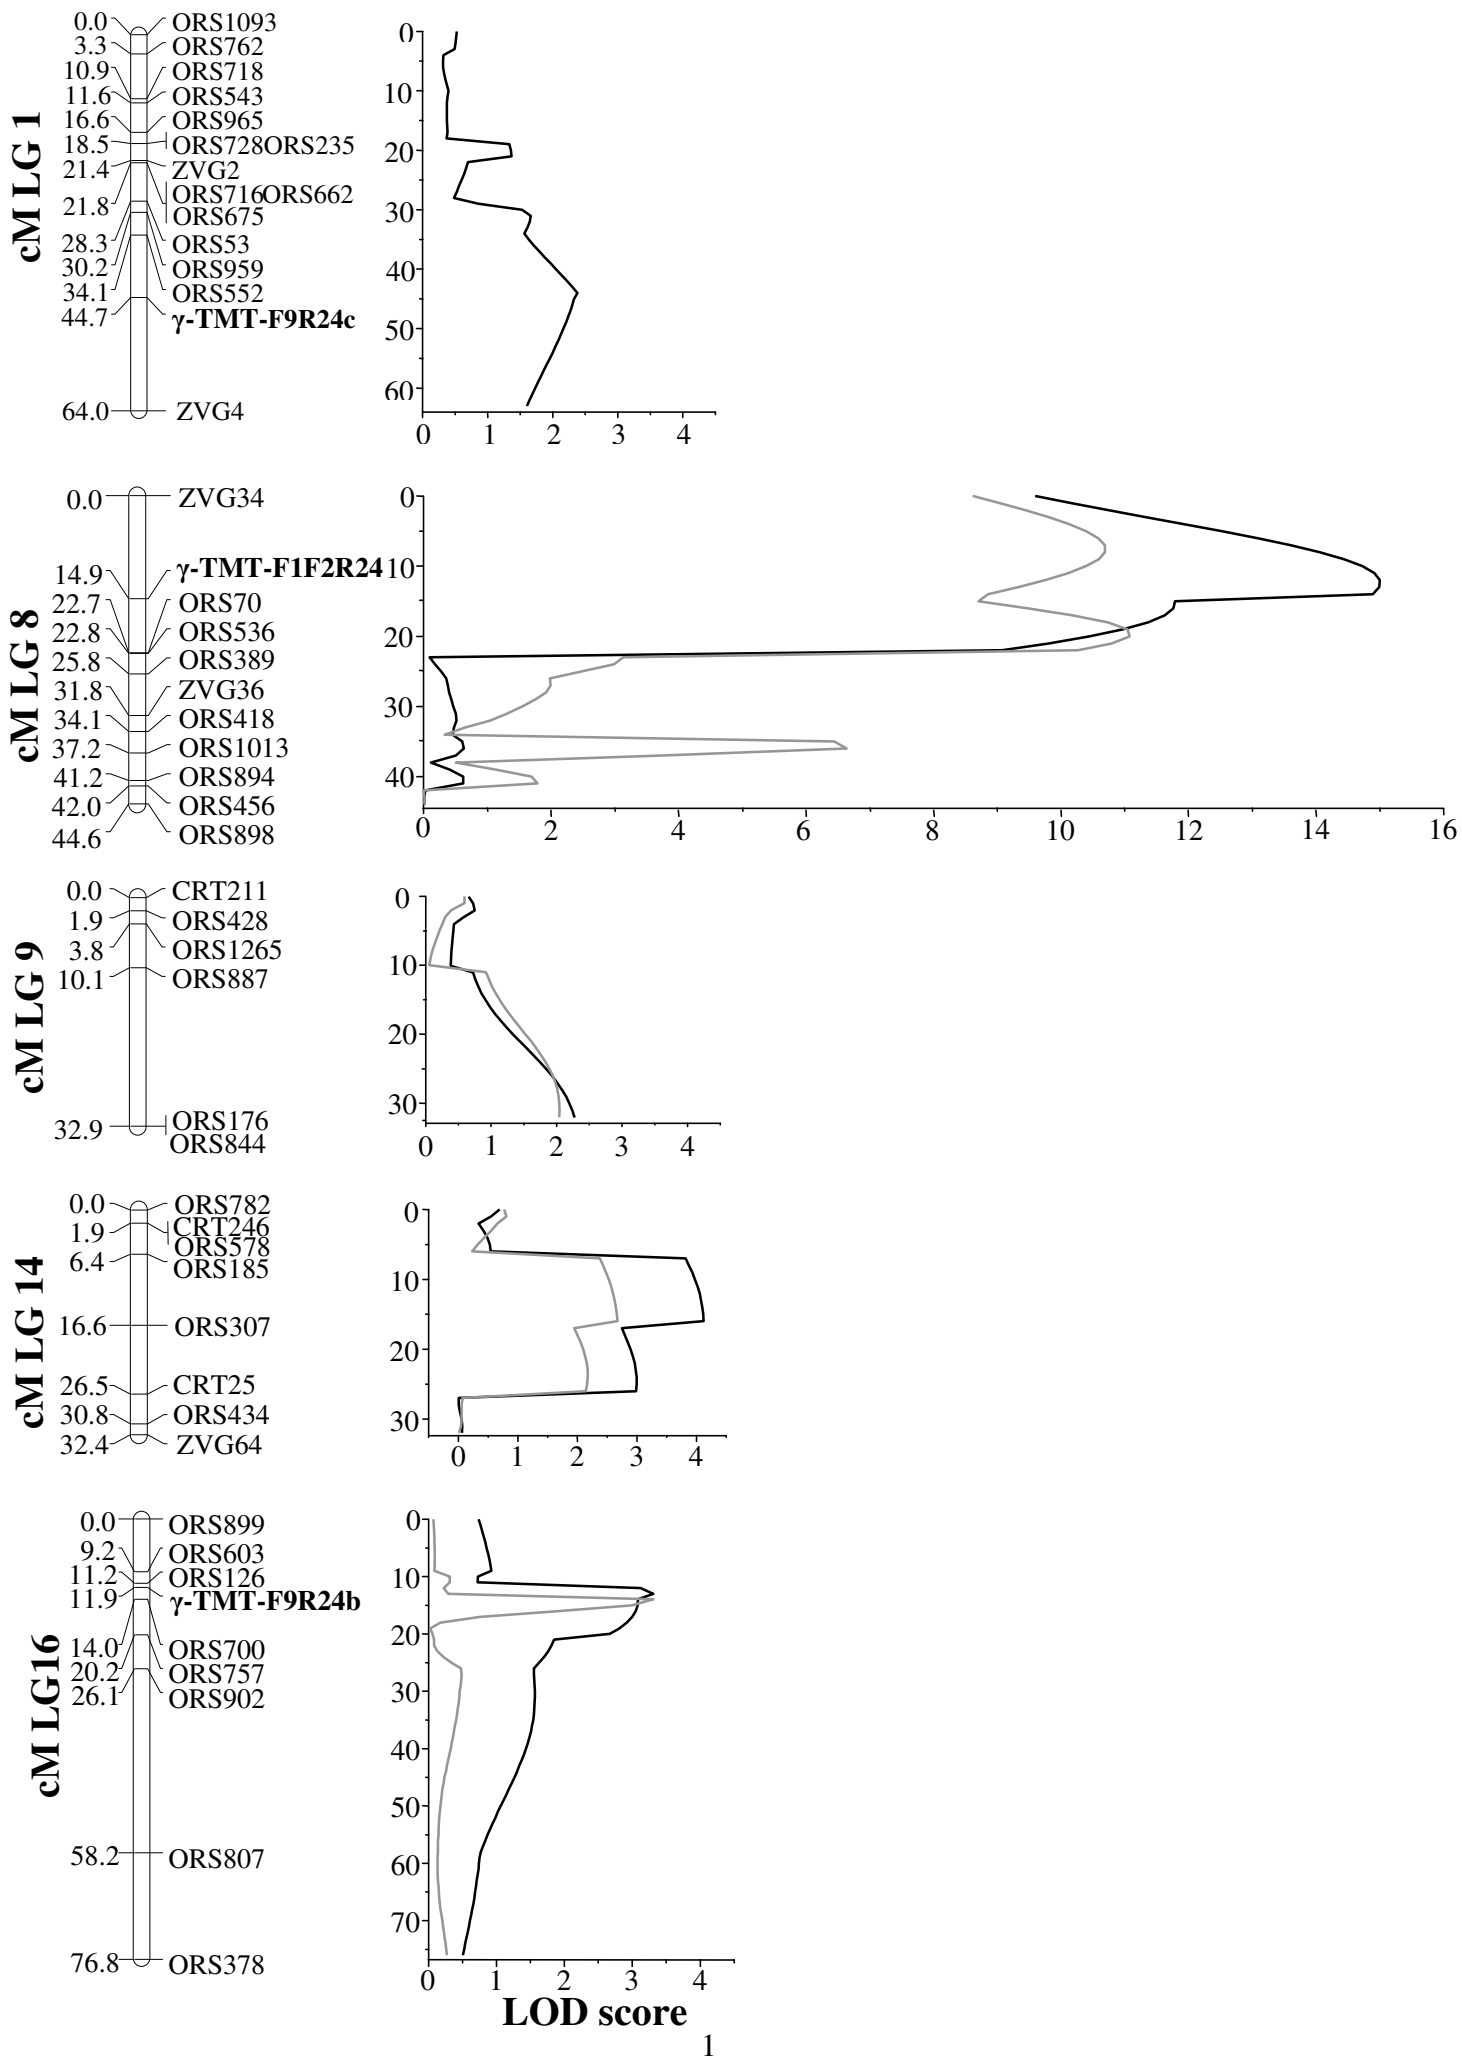 cM LG 1
0.0 ORS1093
3.3 ORS762
10.9 ORS718
11.6 ORS543
16.6 ORS965
18.5 ORS728ORS235
21.4 ZVG2
21.8 ORS716ORS662
ORS675
28.3 ORS53
30.2 ORS959
34.1 ORS552
44.7 γ-TMT-F9R24c
64.0 ZVG4
0
10
20
30
40
50
60
0 1 2 3 4
cM LG 8
0.0 ZVG34
14.9 γ-TMT-F1F2R24
22.7 ORS70
22.8 ORS536
25.8 ORS389
31.8 ZVG36
34.1 ORS418
37.2 ORS1013
41.2 ORS894
42.0 ORS456
44.6 ORS898
0
10
20
30
40
0 2 4 6 8 10 12 14 16
cM LG 9
0.0 CRT211
1.9 ORS428
3.8 ORS1265
10.1 ORS887
32.9 ORS176
ORS844
0
10
20
30
0 1 2 3 4
cM LG 14
0.0 ORS782
1.9 CRT246
ORS578
6.4 ORS185
16.6 ORS307
26.5 CRT25
30.8 ORS434
32.4 ZVG64
0
10
20
30
0 1 2 3 4
cM LG16
0.0 ORS899
9.2 ORS603
11.2 ORS126
11.9 γ-TMT-F9R24b
14.0 ORS700
20.2 ORS757
26.1 ORS902
58.2 ORS807
76.8 ORS378
0
10
20
30
40
50
60
70
0 1 2 3 4
LOD score
1